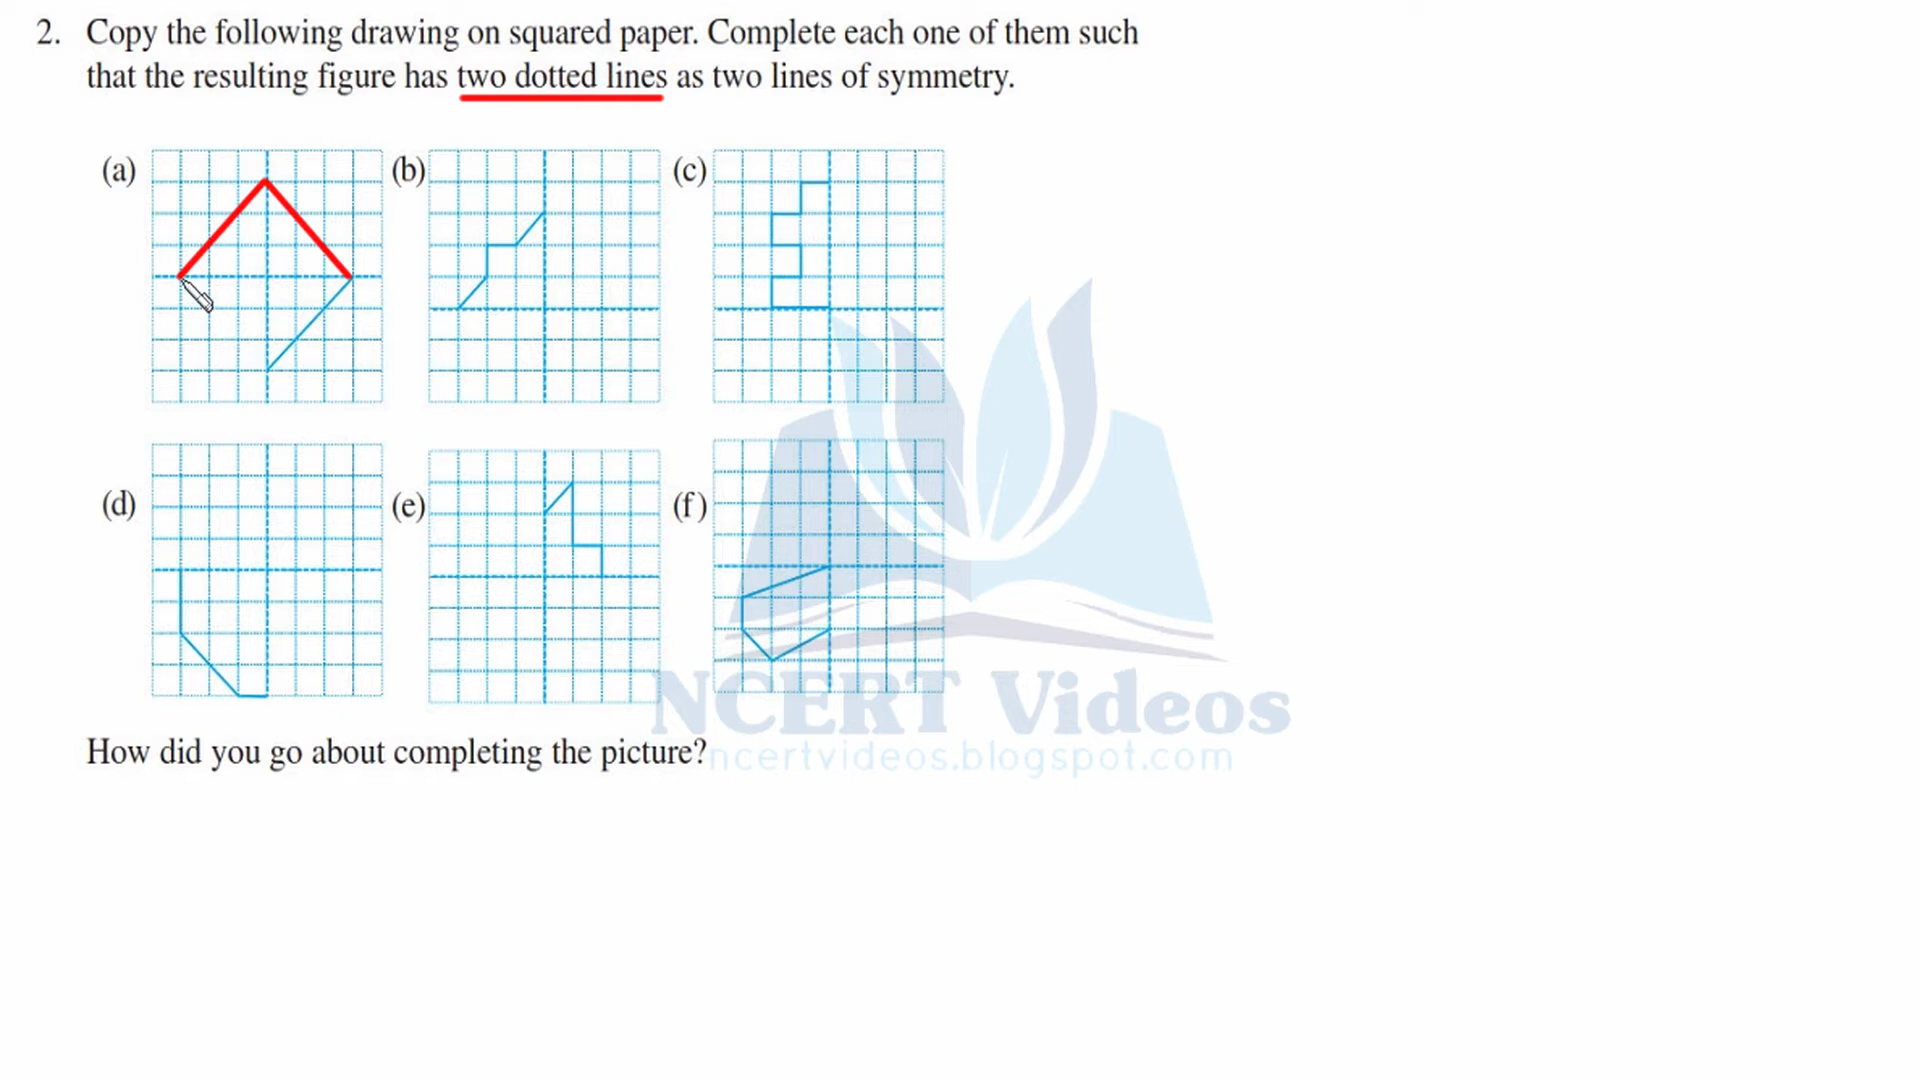 2. Copy the following drawing on squared paper. Complete each one of them such
that the resulting figure has two dotted lines as two lines of symmetry.
(a) (b) (c)
(d) (e) (f)
NCERT Videos
How did you go about completing the picture?
ncertvideos.blogspot.com